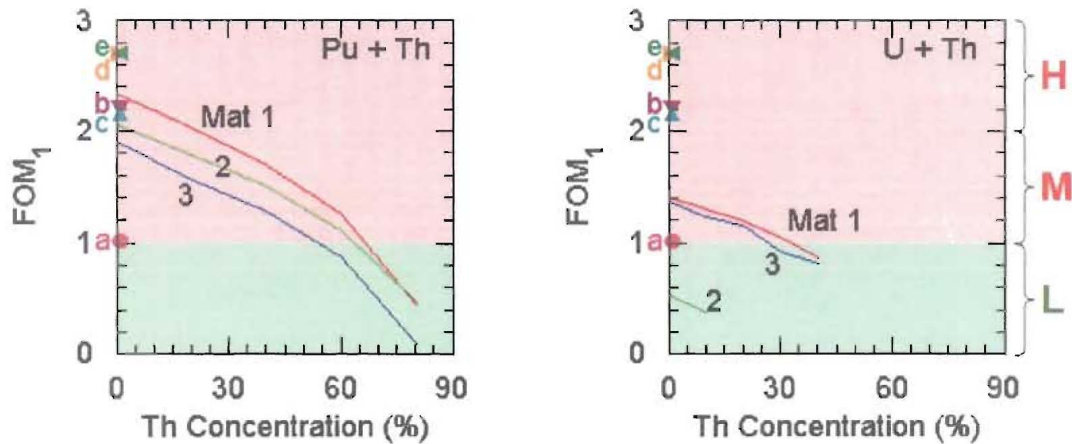 Pu + Th
3
2
1
0
e
d
b
c
a
FOM1
Mat 1
2
3
0 30 60 90
Th Concentration (%)
U + Th
3
2
1
0
e
d
b
c
a
FOM1
Mat 1
3
2
0 30 60 90
Th Concentration (%)
H
M
L